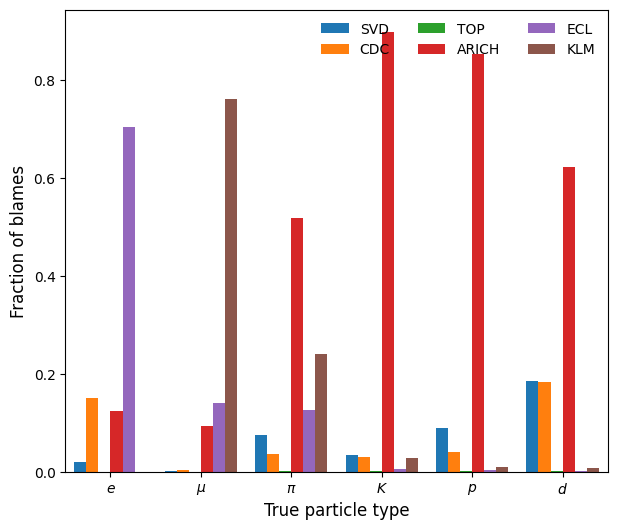 SVD TOP ECL
CDC ARICH KLM
Fraction of blames
0.8
0.6
0.4
0.2
0.0
e μ π K p d
True particle type